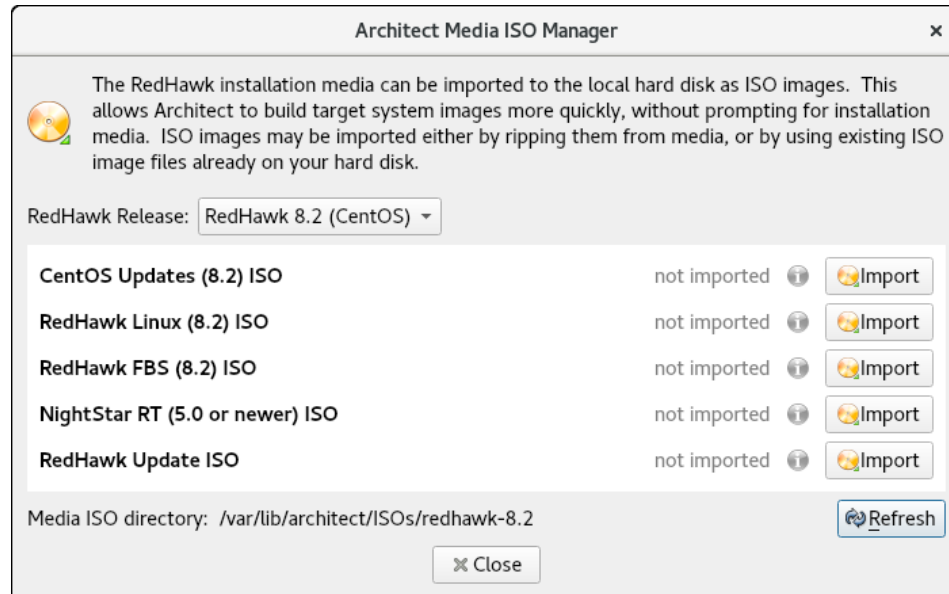 Architect Media ISO Manager ×
The RedHawk installation media can be imported to the local hard disk as ISO images.  This
allows Architect to build target system images more quickly, without prompting for installation
media.  ISO images may be imported either by ripping them from media, or by using existing ISO
image files already on your hard disk.
RedHawk Release: RedHawk 8.2 (CentOS)
CentOS Updates (8.2) ISO not imported Import
RedHawk Linux (8.2) ISO not imported Import
RedHawk FBS (8.2) ISO not imported Import
NightStar RT (5.0 or newer) ISO not imported Import
RedHawk Update ISO not imported Import
Media ISO directory: /var/lib/architect/ISOs/redhawk-8.2 Refresh
Close